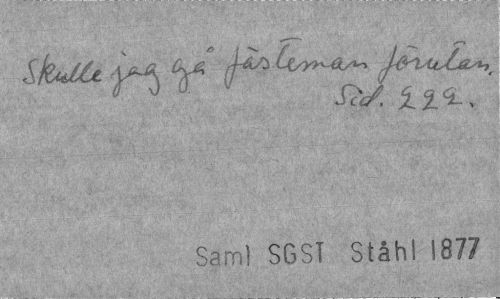 Skulle jag gå fästeman förutan.
Sid. 222.
Saml SGST Ståhl 1877